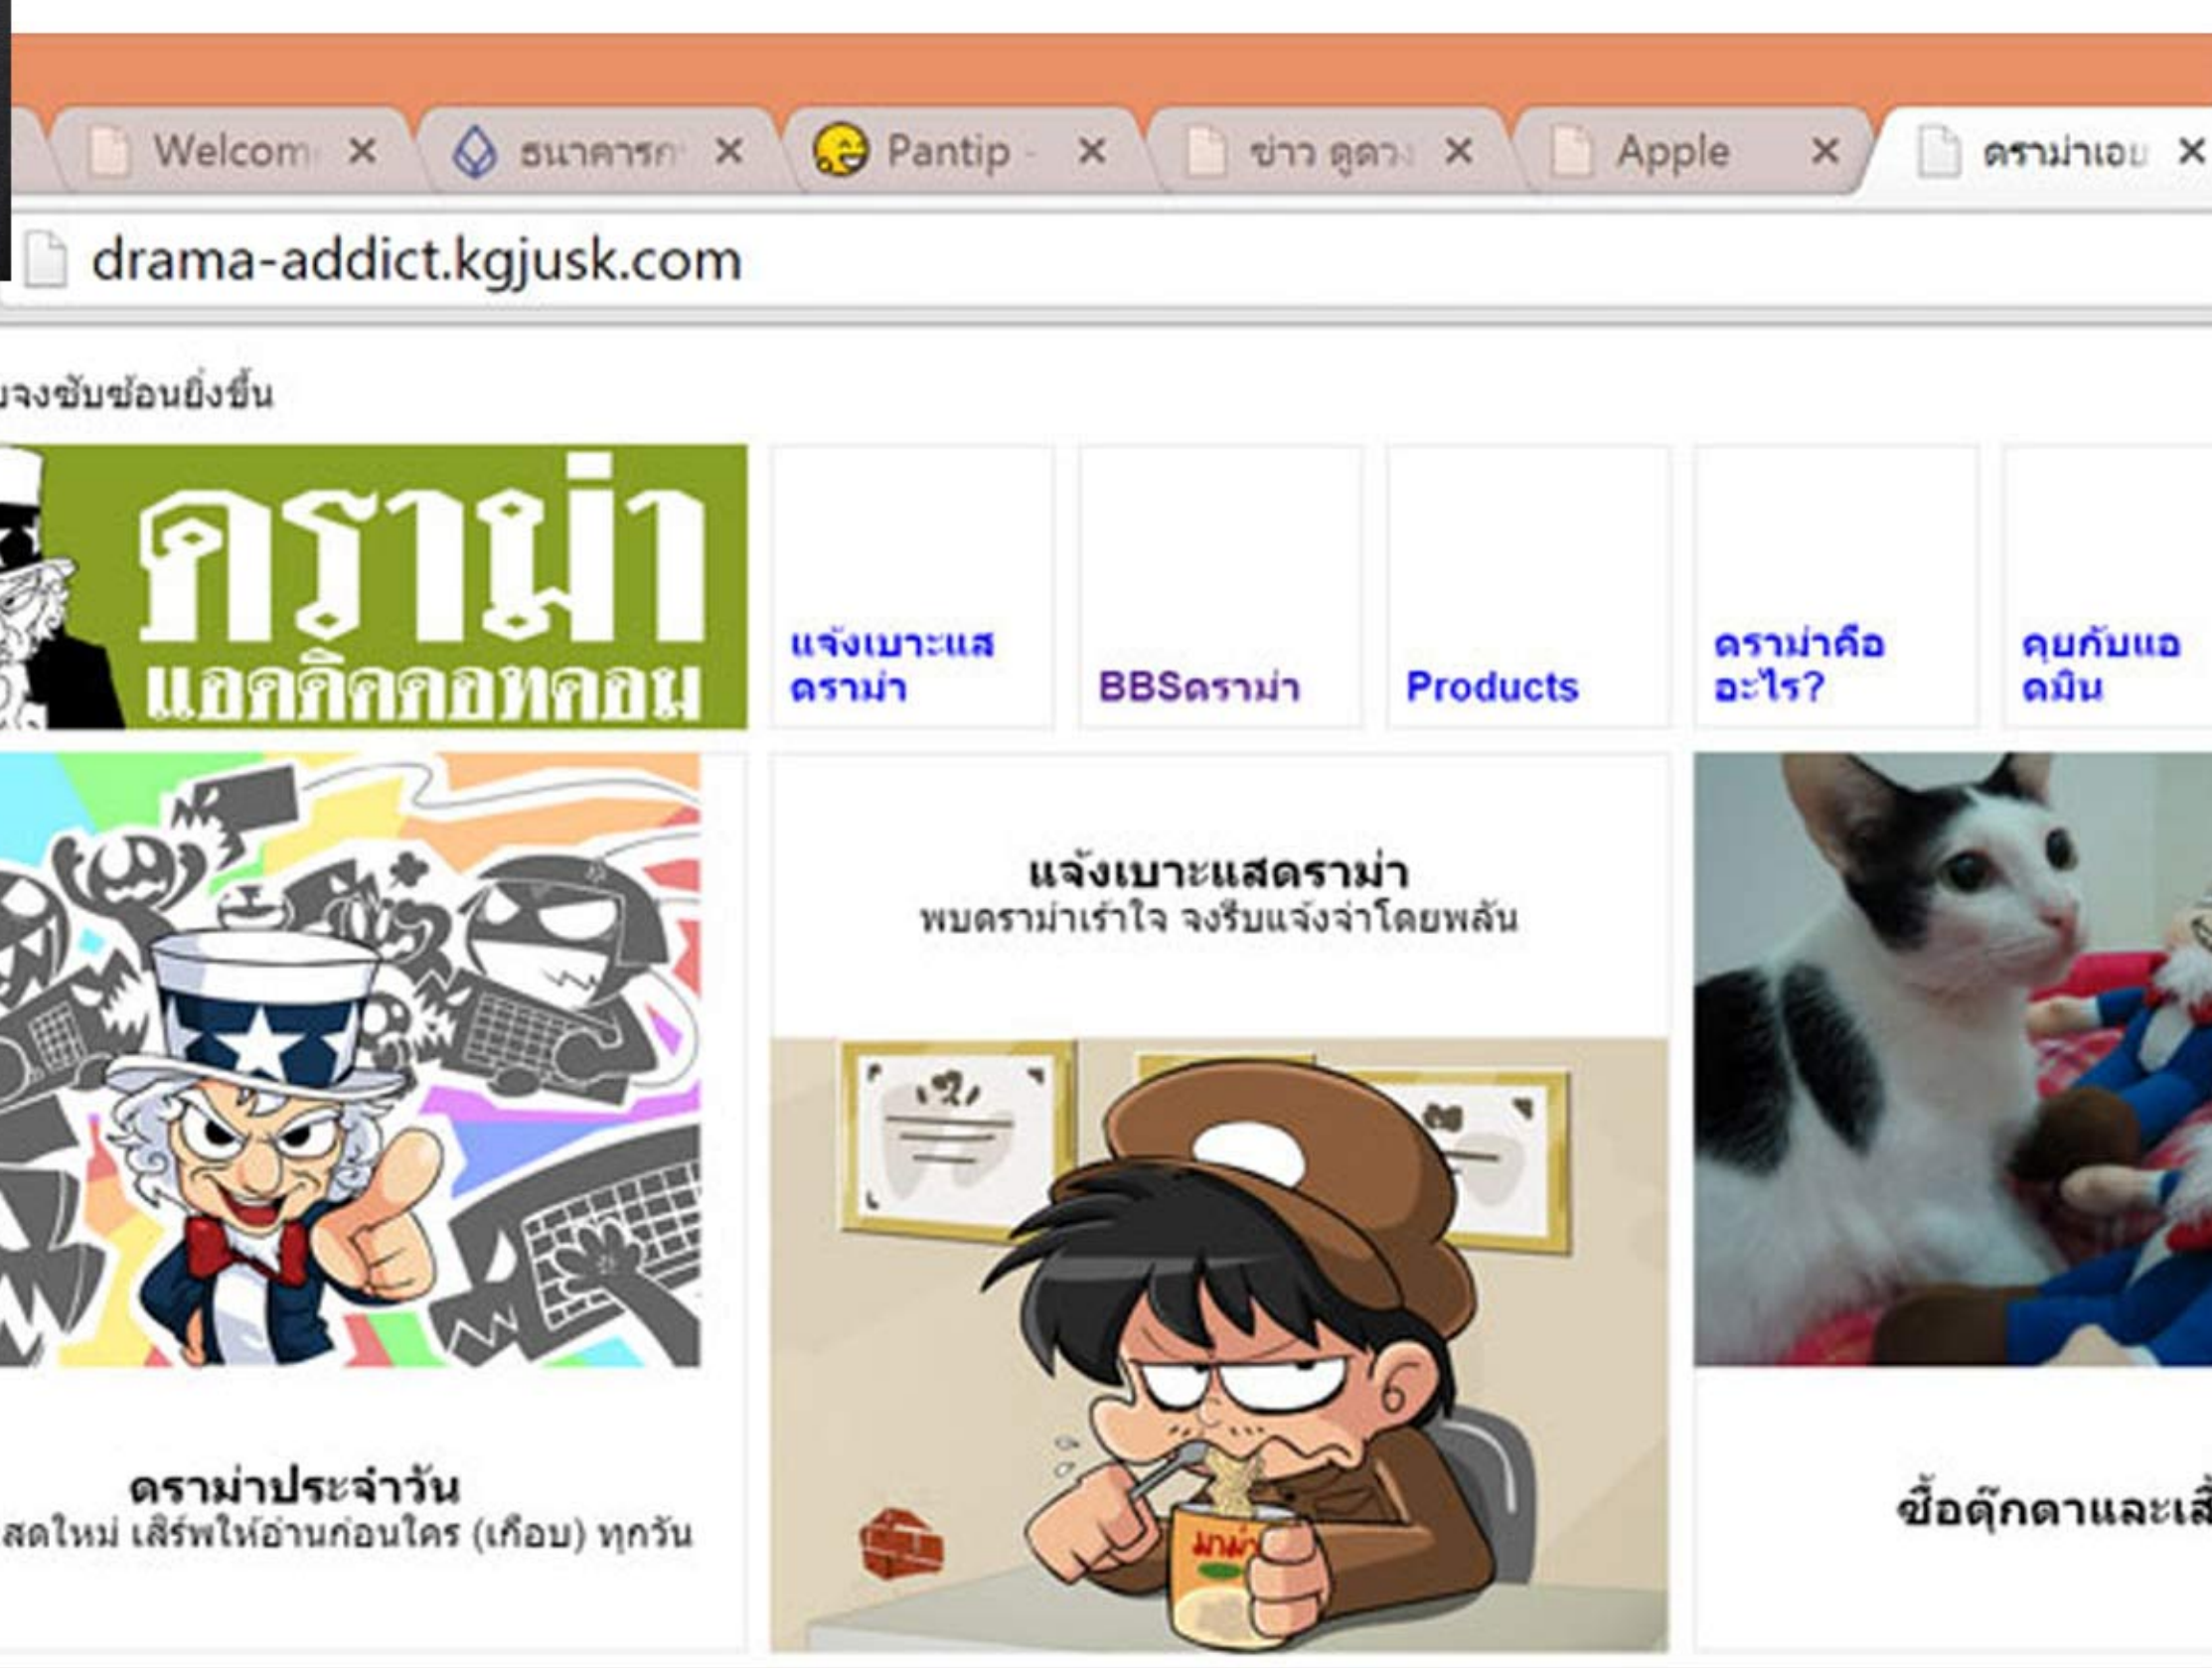 Welcom
ธนาคารก
Pantip -
ข่าว ดูดวง
Apple
ดราม่าเอย
drama-addict.kgjusk.com
จงซับซ้อนยิ่งขึ้น
ดราม่า
แอดดิคดอทคอม
แจ้งเบาะแส
ดราม่า
BBSดราม่า
Products
ดราม่าคือ
อะไร?
คุยกับแอ
ดมิน
แจ้งเบาะแสดราม่า
พบดราม่าเร้าใจ จงรีบแจ้งจ่าโดยพลัน
มาม่า
ดราม่าประจำวัน
สดใหม่ เสิร์พให้อ่านก่อนใคร (เกือบ) ทุกวัน
ซื้อตุ๊กตาและเสื้